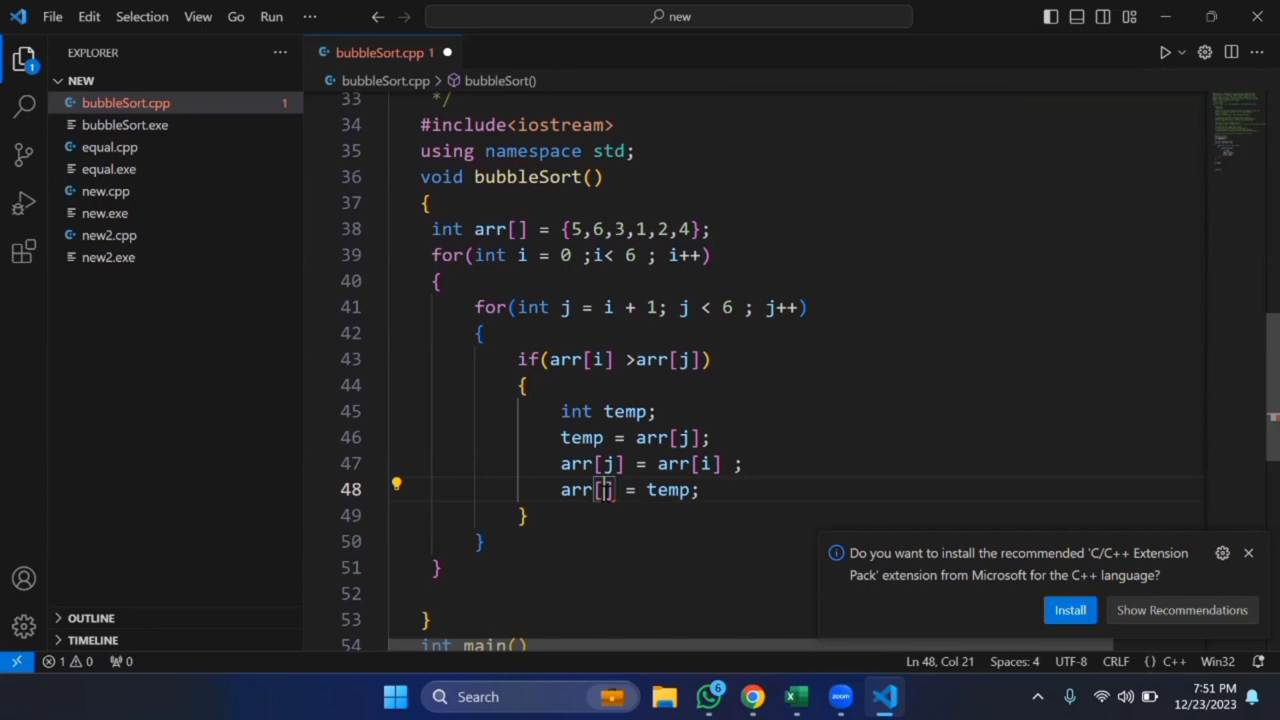 File Edit Selection View Go Run ··· new
EXPLORER ···
bubbleSort.cpp 1
NEW
bubbleSort.cpp 1
bubbleSort.exe
equal.cpp
equal.exe
new.cpp
new.exe
new2.cpp
new2.exe
OUTLINE
TIMELINE
1
bubbleSort.cpp > bubbleSort()
33 */
34 #include<iostream>
35 using namespace std;
36 void bubbleSort()
37 {
38 int arr[] = {5,6,3,1,2,4};
39 for(int i = 0 ;i< 6 ; i++)
40 {
41 for(int j = i + 1; j < 6 ; j++)
42 {
43 if(arr[i] >arr[j])
44 {
45 int temp;
46 temp = arr[j];
47 arr[j] = arr[i] ;
48 arr[] = temp;
49 }
50 }
51 }
52
53 }
54 int main()
Do you want to install the recommended 'C/C++ Extension
Pack' extension from Microsoft for the C++ language?
Install Show Recommendations
1 0 0 Ln 48, Col 21 Spaces: 4 UTF-8 CRLF {} C++ Win32
Search 6 zoom 7:51 PM
12/23/2023